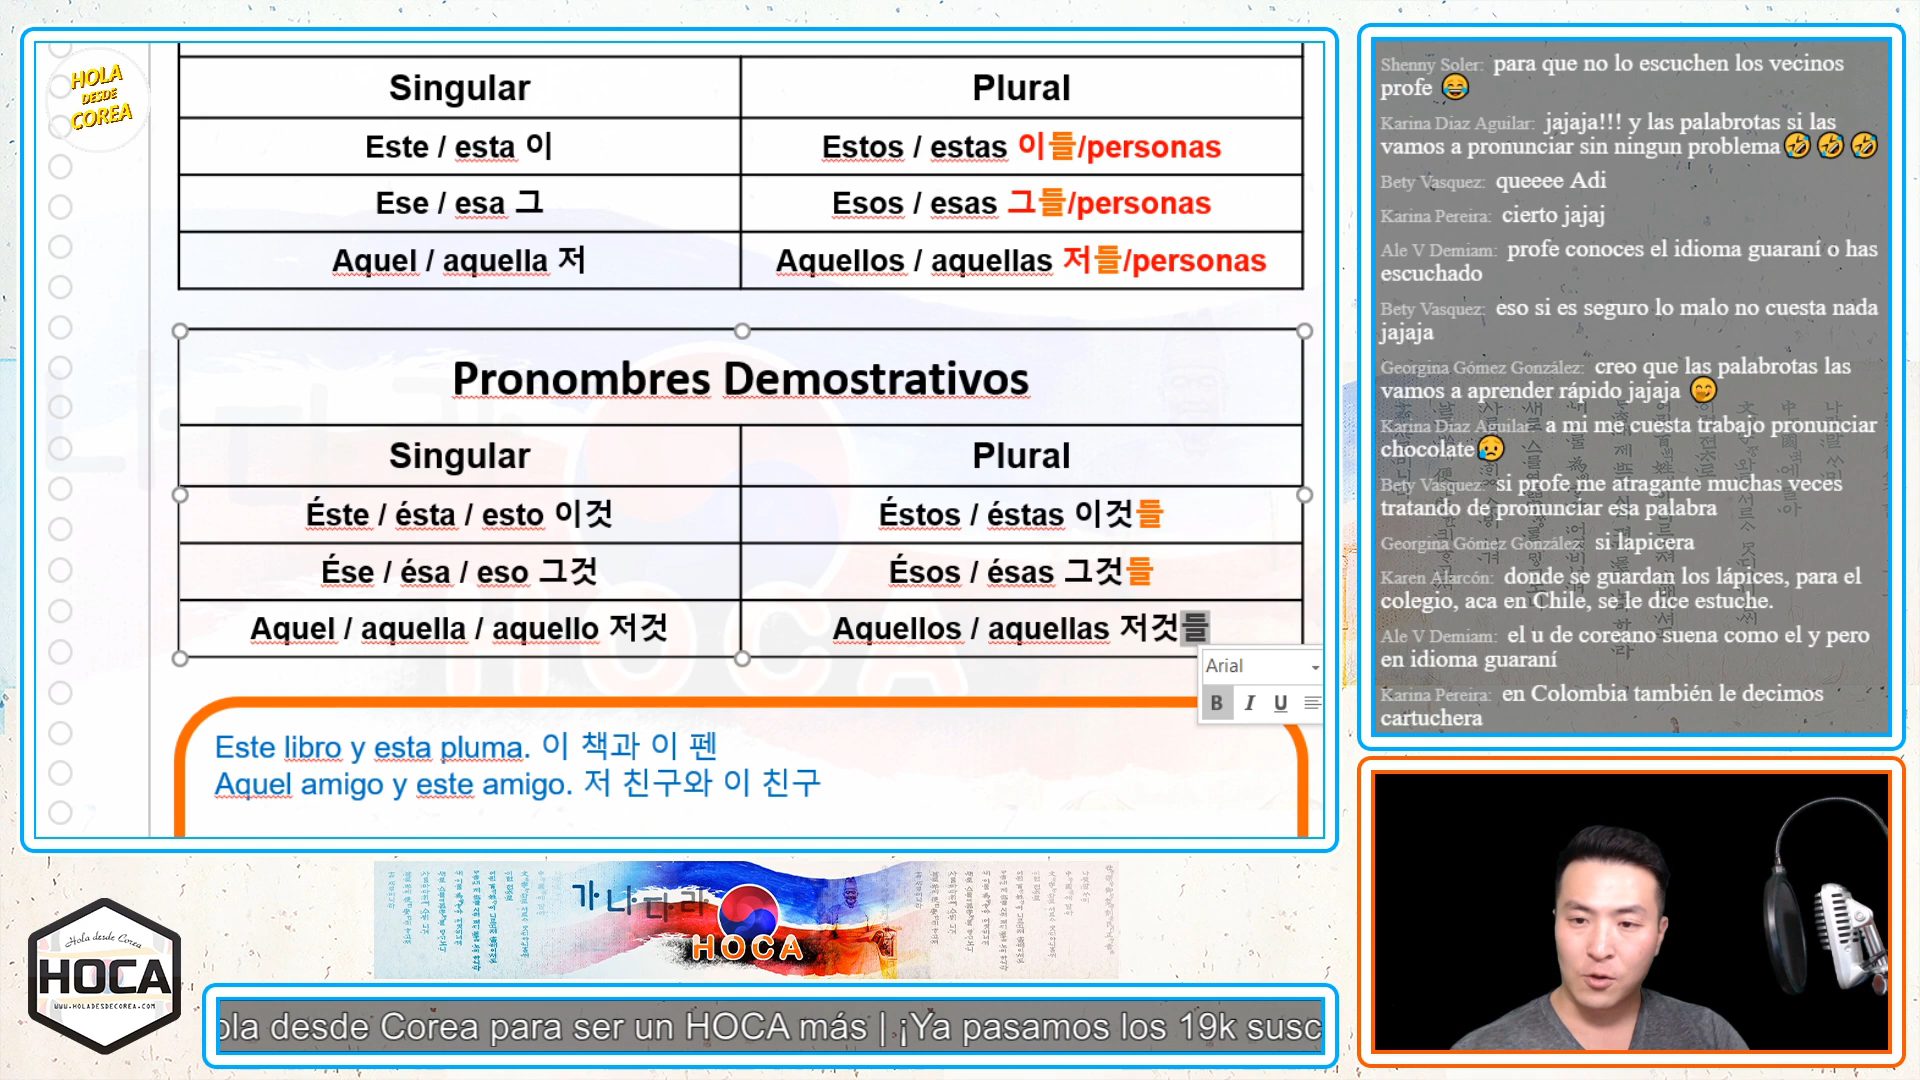 HOLA
DESDE
COREA
Singular Plural
Este / esta 이 Estos / estas 이들/personas
Ese / esa 그 Esos / esas 그들/personas
Aquel / aquella 저 Aquellos / aquellas 저들/personas
Pronombres Demostrativos
Singular Plural
Éste / ésta / esto 이것 Éstos / éstas 이것들
Ése / ésa / eso 그것 Ésos / ésas 그것들
Aquel / aquella / aquello 저것 Aquellos / aquellas 저것들
Arial
B I U
Este libro y esta pluma. 이 책과 이 펜
Aquel amigo y este amigo. 저 친구와 이 친구
Shenny Soler: para que no lo escuchen los vecinos
profe 😂
Karina Diaz Aguilar: jajaja!!! y las palabrotas si las
vamos a pronunciar sin ningun problema🤣🤣🤣
Bety Vasquez: queeee Adi
Karina Pereira: cierto jajaj
Ale V Demiam: profe conoces el idioma guaraní o has
escuchado
Bety Vasquez: eso si es seguro lo malo no cuesta nada
jajaja
Georgina Gómez González: creo que las palabrotas las
vamos a aprender rápido jajaja 🤭
Karina Diaz Aguilar: a mi me cuesta trabajo pronunciar
chocolate😥
Bety Vasquez: si profe me atragante muchas veces
tratando de pronunciar esa palabra
Georgina Gómez González: si lapicera
Karen Alarcón: donde se guardan los lápices, para el
colegio, aca en Chile, se le dice estuche.
Ale V Demiam: el u de coreano suena como el y pero
en idioma guaraní
Karina Pereira: en Colombia también le decimos
cartuchera
가나다라
HOCA
Hola desde Corea
HOCA
WWW.HOLADESDECOREA.COM
ola desde Corea para ser un HOCA más | ¡Ya pasamos los 19k susc